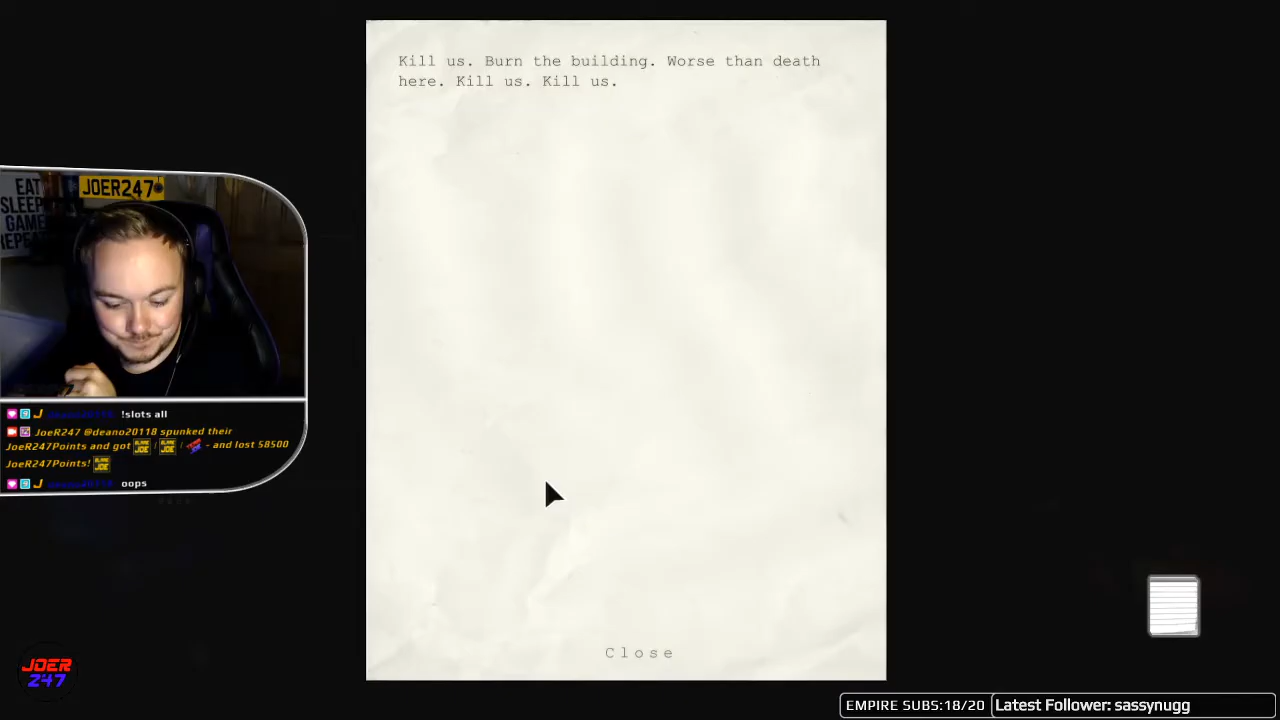 Kill us. Burn the building. Worse than death
here. Kill us. Kill us.
Close
EAT
SLEEP
GAME
REPEAT
JOER247
deano20118 !slots all
JoeR247 @deano20118 spunked their
JoeR247Points and got / / - and lost 58500
JoeR247Points!
deano20118 oops
JOER
247
EMPIRE SUBS:18/20
Latest Follower: sassynugg